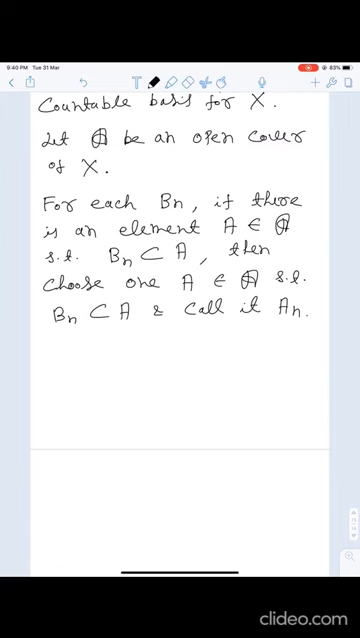 9:40 PM Tue 31 Mar
83%
Countable basis for X.
Let 𝔸 be an open cover
of X.
For each Bn, if there
is an element A ∈ 𝔸
s.t. Bn ⊂ A, then
choose one A ∈ 𝔸 s.t.
Bn ⊂ A & call it An.
clideo.com